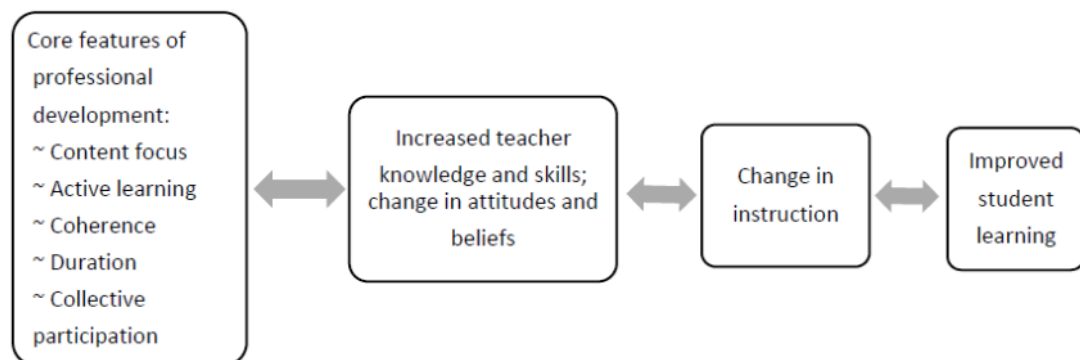 Core features of
professional
development:
~ Content focus
~ Active learning
~ Coherence
~ Duration
~ Collective
participation
Increased teacher
knowledge and skills;
change in attitudes and
beliefs
Change in
instruction
Improved
student
learning